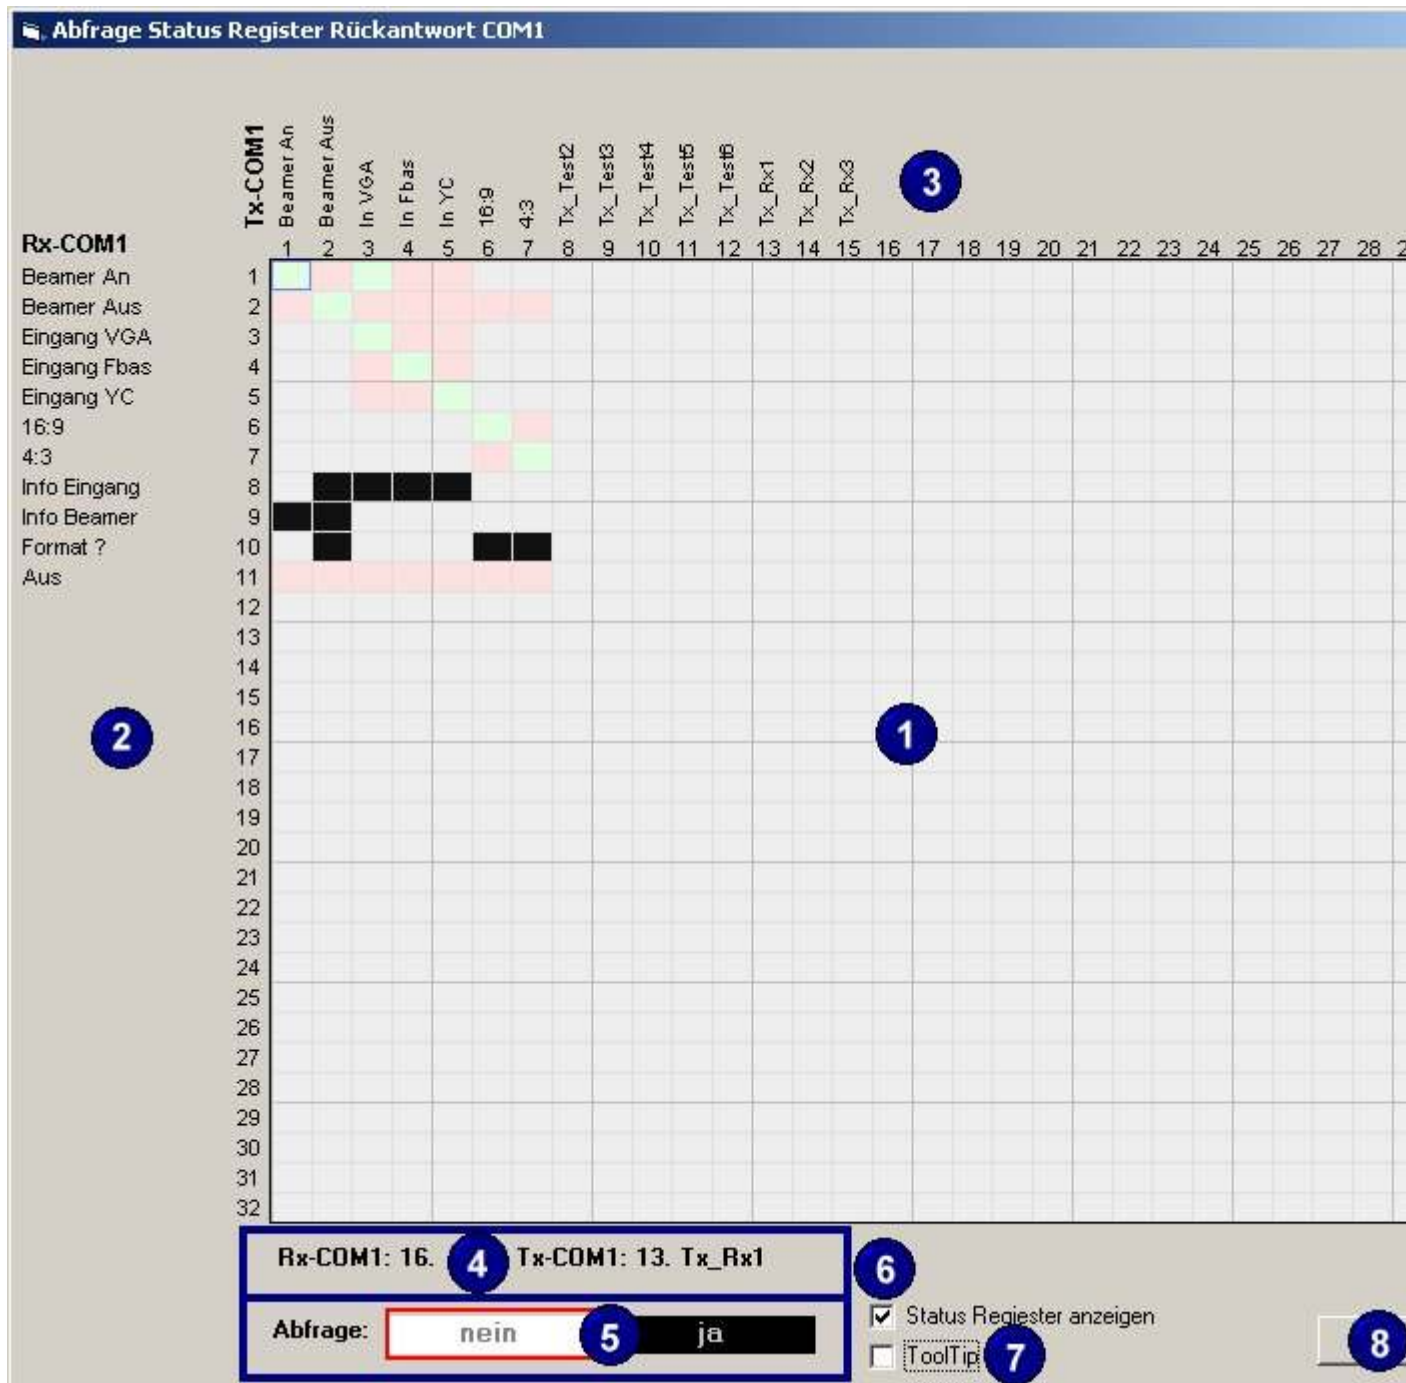 Abfrage Status Register Rückantwort COM1
Tx-COM1
Beamer An
Beamer Aus
In VGA
In Fbas
In YC
16:9
4:3
Tx_Test2
Tx_Test3
Tx_Test4
Tx_Test5
Tx_Test6
Tx_Rx1
Tx_Rx2
Tx_Rx3
3
Rx-COM1
1 2 3 4 5 6 7 8 9 10 11 12 13 14 15 16 17 18 19 20 21 22 23 24 25 26 27 28 2
Beamer An 1
Beamer Aus 2
Eingang VGA 3
Eingang Fbas 4
Eingang YC 5
16:9 6
4:3 7
Info Eingang 8
Info Beamer 9
Format ? 10
Aus 11
12
13
14
15
16
2
1
17
18
19
20
21
22
23
24
25
26
27
28
29
30
31
32
Rx-COM1: 16. 4 Tx-COM1: 13. Tx_Rx1
6
Abfrage: nein 5 ja
Status Regiester anzeigen
ToolTip 7
8